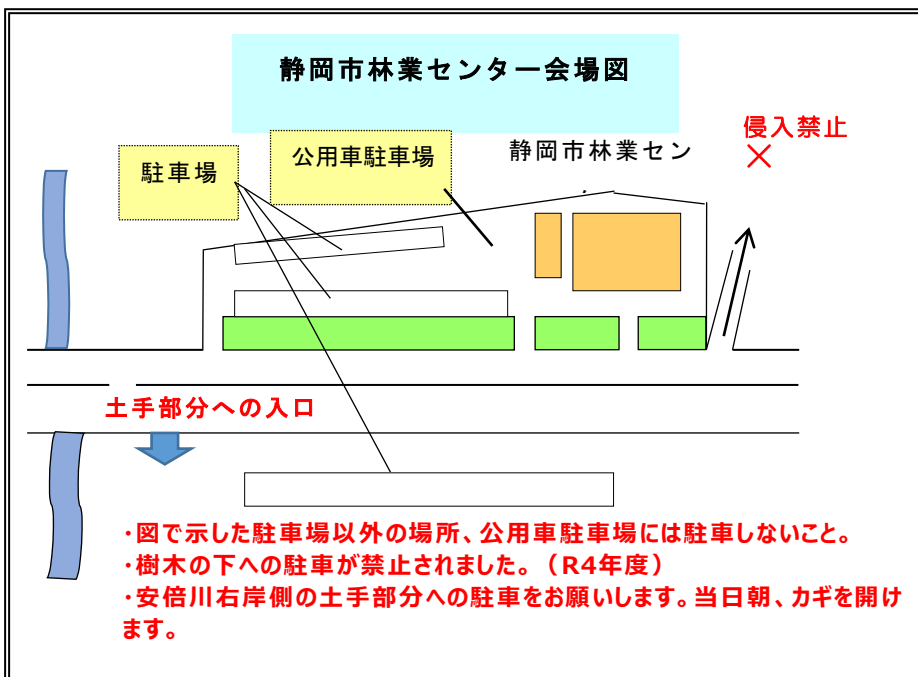 静岡市林業センター会場図
侵入禁止
×
駐車場
公用車駐車場
静岡市林業セン
土手部分への入口
・図で示した駐車場以外の場所、公用車駐車場には駐車しないこと。
・樹木の下への駐車が禁止されました。（R4年度）
・安倍川右岸側の土手部分への駐車をお願いします。当日朝、カギを開け
ます。